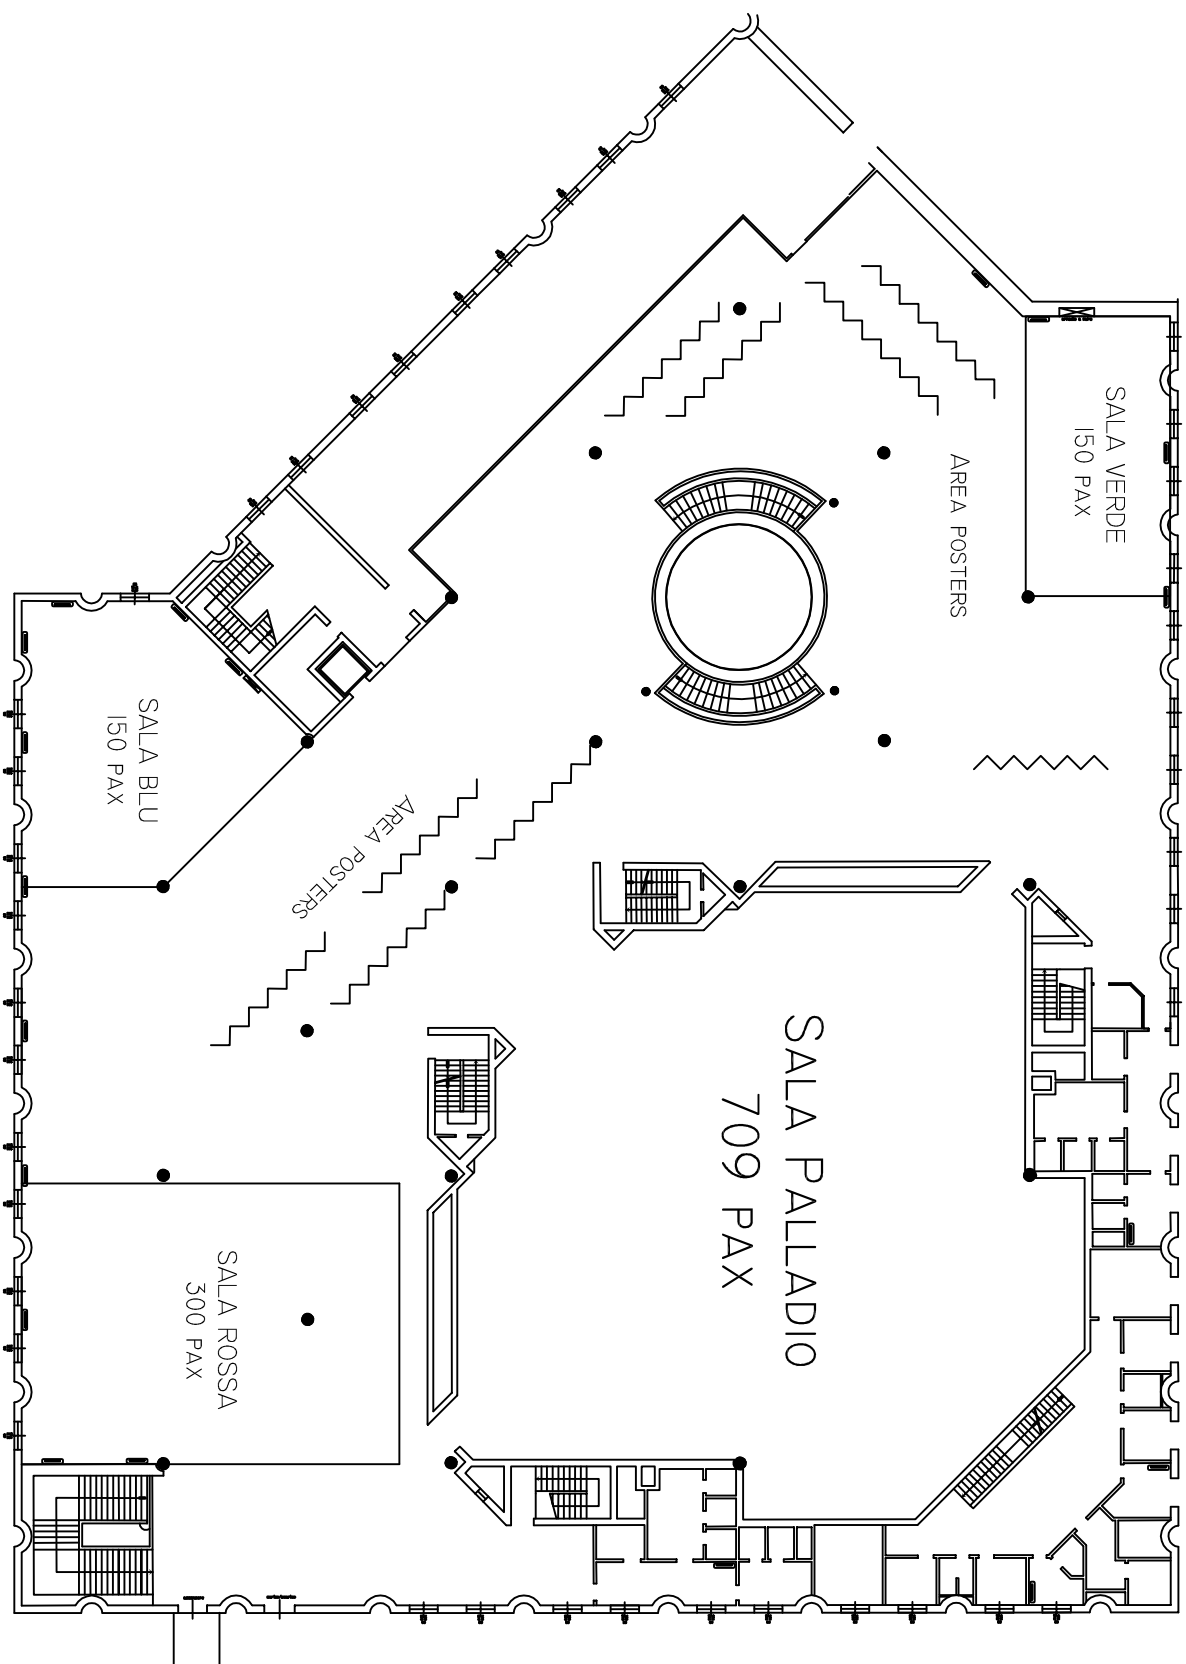 SALA VERDE
150 PAX
AREA POSTERS
SALA PALLADIO
709 PAX
AREA POSTERS
SALA BLU
150 PAX
SALA ROSSA
300 PAX